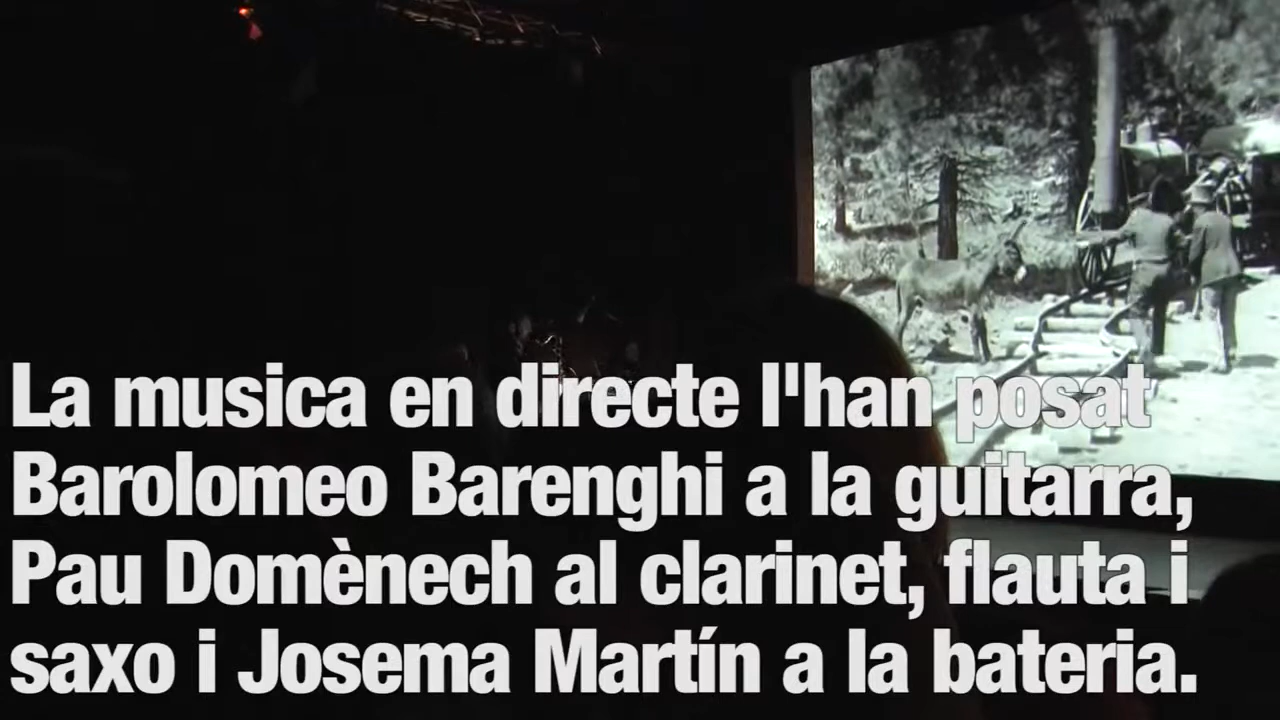 La musica en directe l'han posat
Barolomeo Barenghi a la guitarra,
Pau Domènech al clarinet, flauta i
saxo i Josema Martín a la bateria.